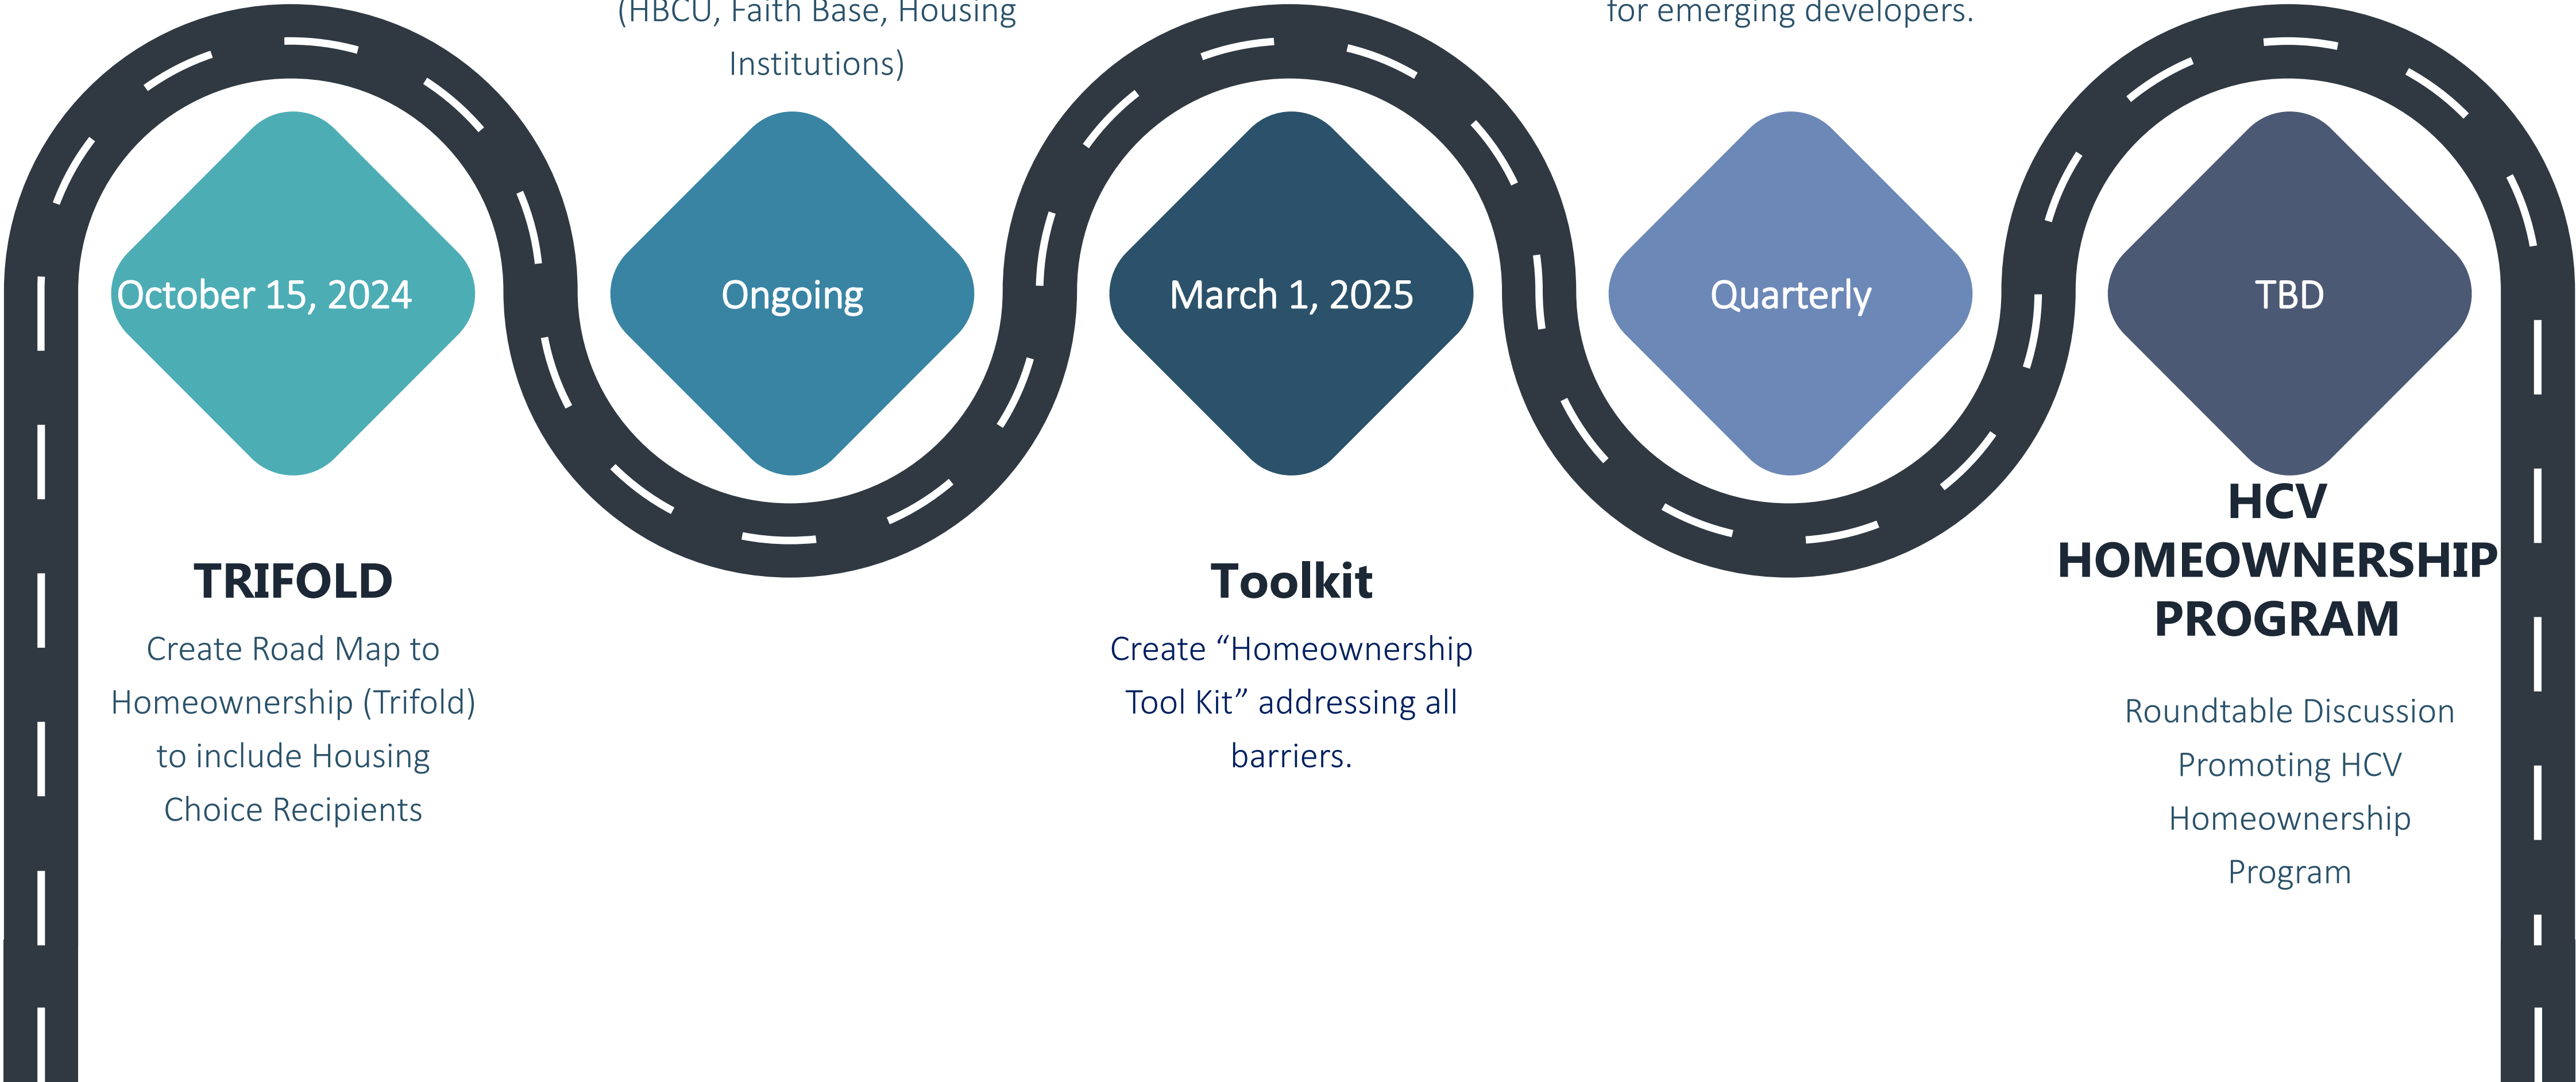 (HBCU, Faith Base, Housing
Institutions)
for emerging developers.
October 15, 2024
Ongoing
March 1, 2025
Quarterly
TBD
TRIFOLD
Create Road Map to
Homeownership (Trifold)
to include Housing
Choice Recipients
Toolkit
Create “Homeownership
Tool Kit” addressing all
barriers.
HCV
HOMEOWNERSHIP
PROGRAM
Roundtable Discussion
Promoting HCV
Homeownership
Program